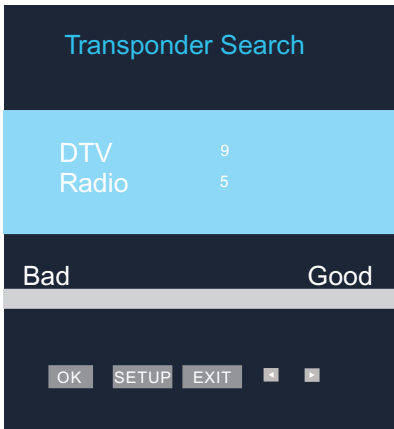 Transponder Search
DTV 9
Radio 5
Bad Good
OK SETUP EXIT